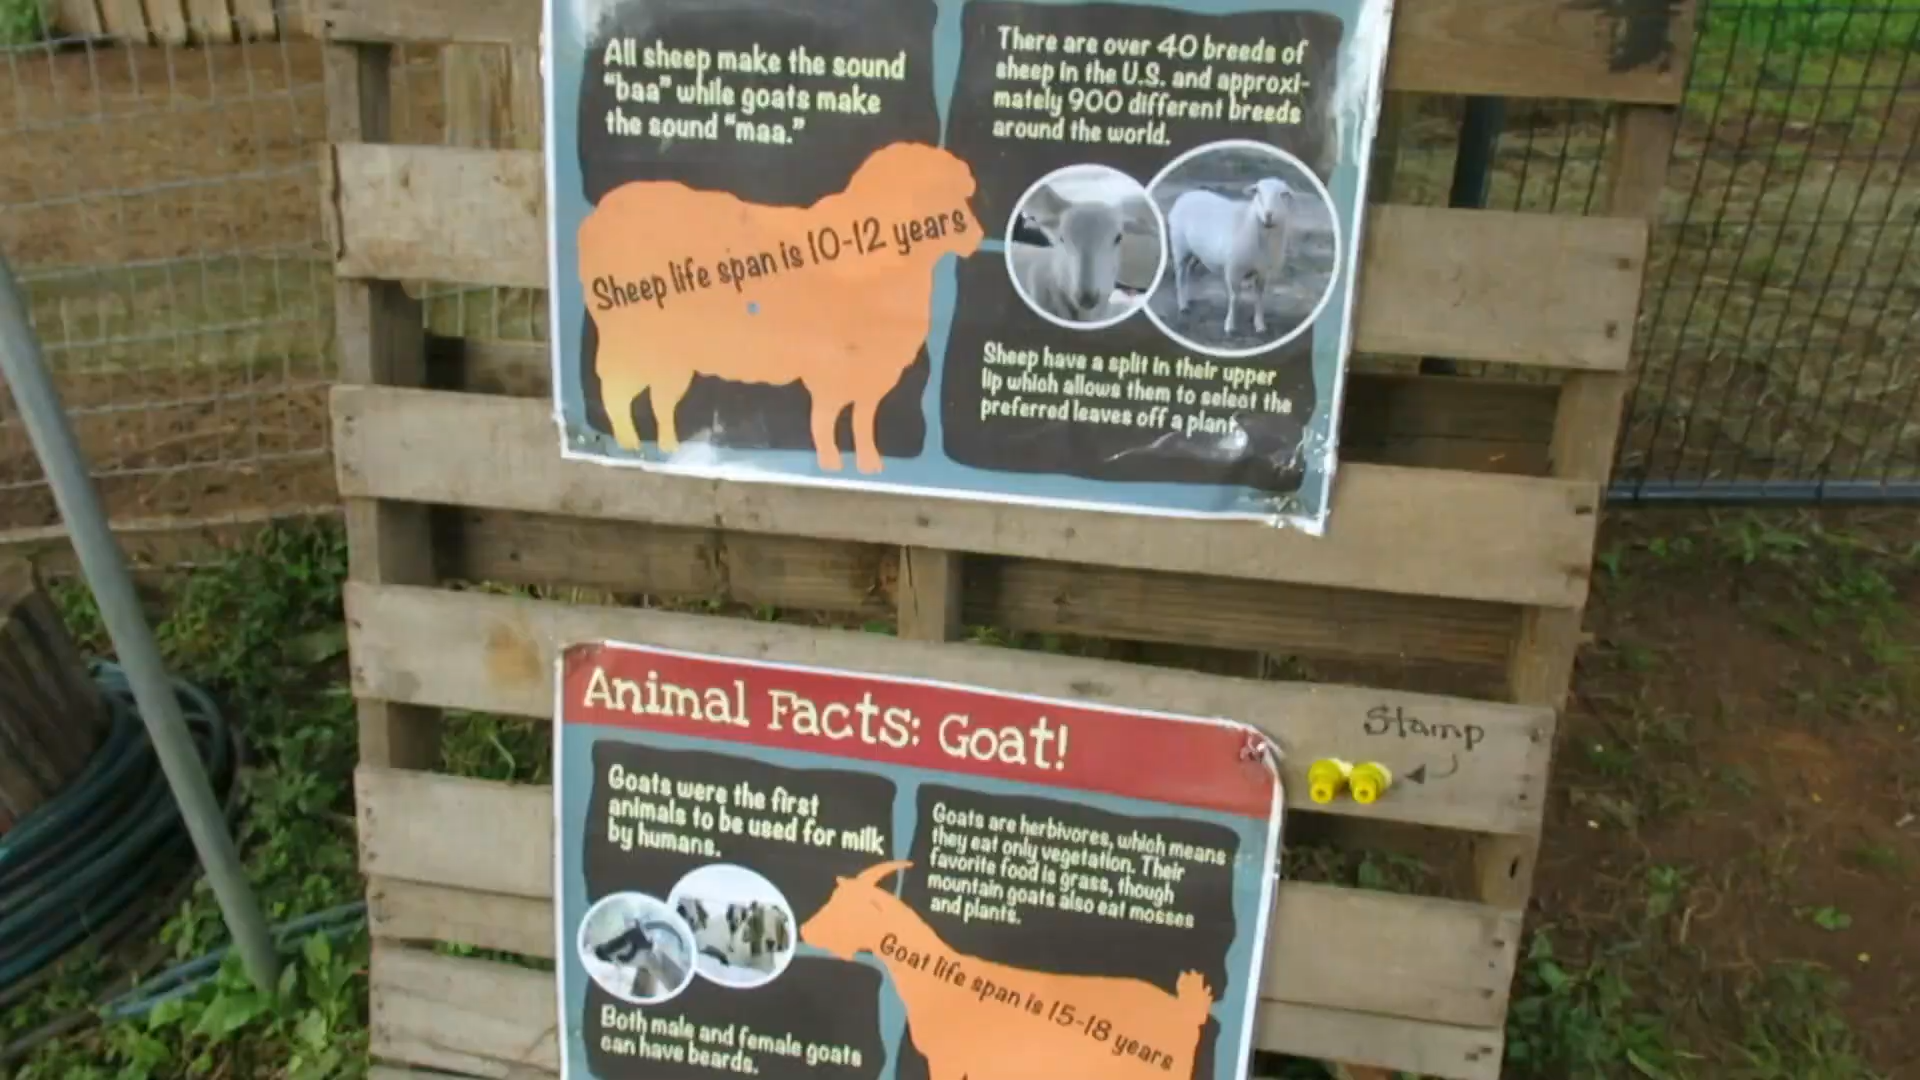 All sheep make the sound
“baa” while goats make
the sound “maa.”
There are over 40 breeds of
sheep in the U.S. and approxi-
mately 900 different breeds
around the world.
Sheep life span is 10-12 years
Sheep have a split in their upper
lip which allows them to select the
preferred leaves off a plant.
Animal Facts: Goat!
Stamp
Goats were the first
animals to be used for milk
by humans.
Goats are herbivores, which means
they eat only vegetation. Their
favorite food is grass, though
mountain goats also eat mosses
and plants.
Goat life span is 15-18 years
Both male and female goats
can have beards.